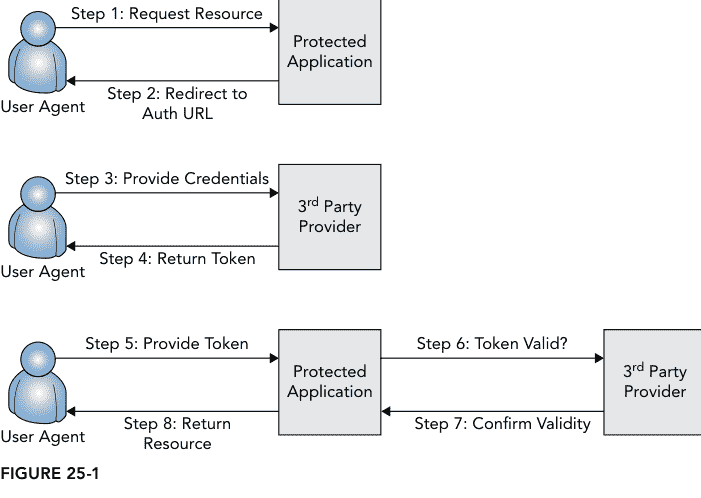 Step 1: Request Resource
Protected
Application
Step 2: Redirect to
Auth URL
User Agent
Step 3: Provide Credentials
3rd Party
Provider
Step 4: Return Token
User Agent
Step 5: Provide Token
Protected
Application
Step 6: Token Valid?
3rd Party
Provider
Step 8: Return
Resource
Step 7: Confirm Validity
User Agent
FIGURE 25-1